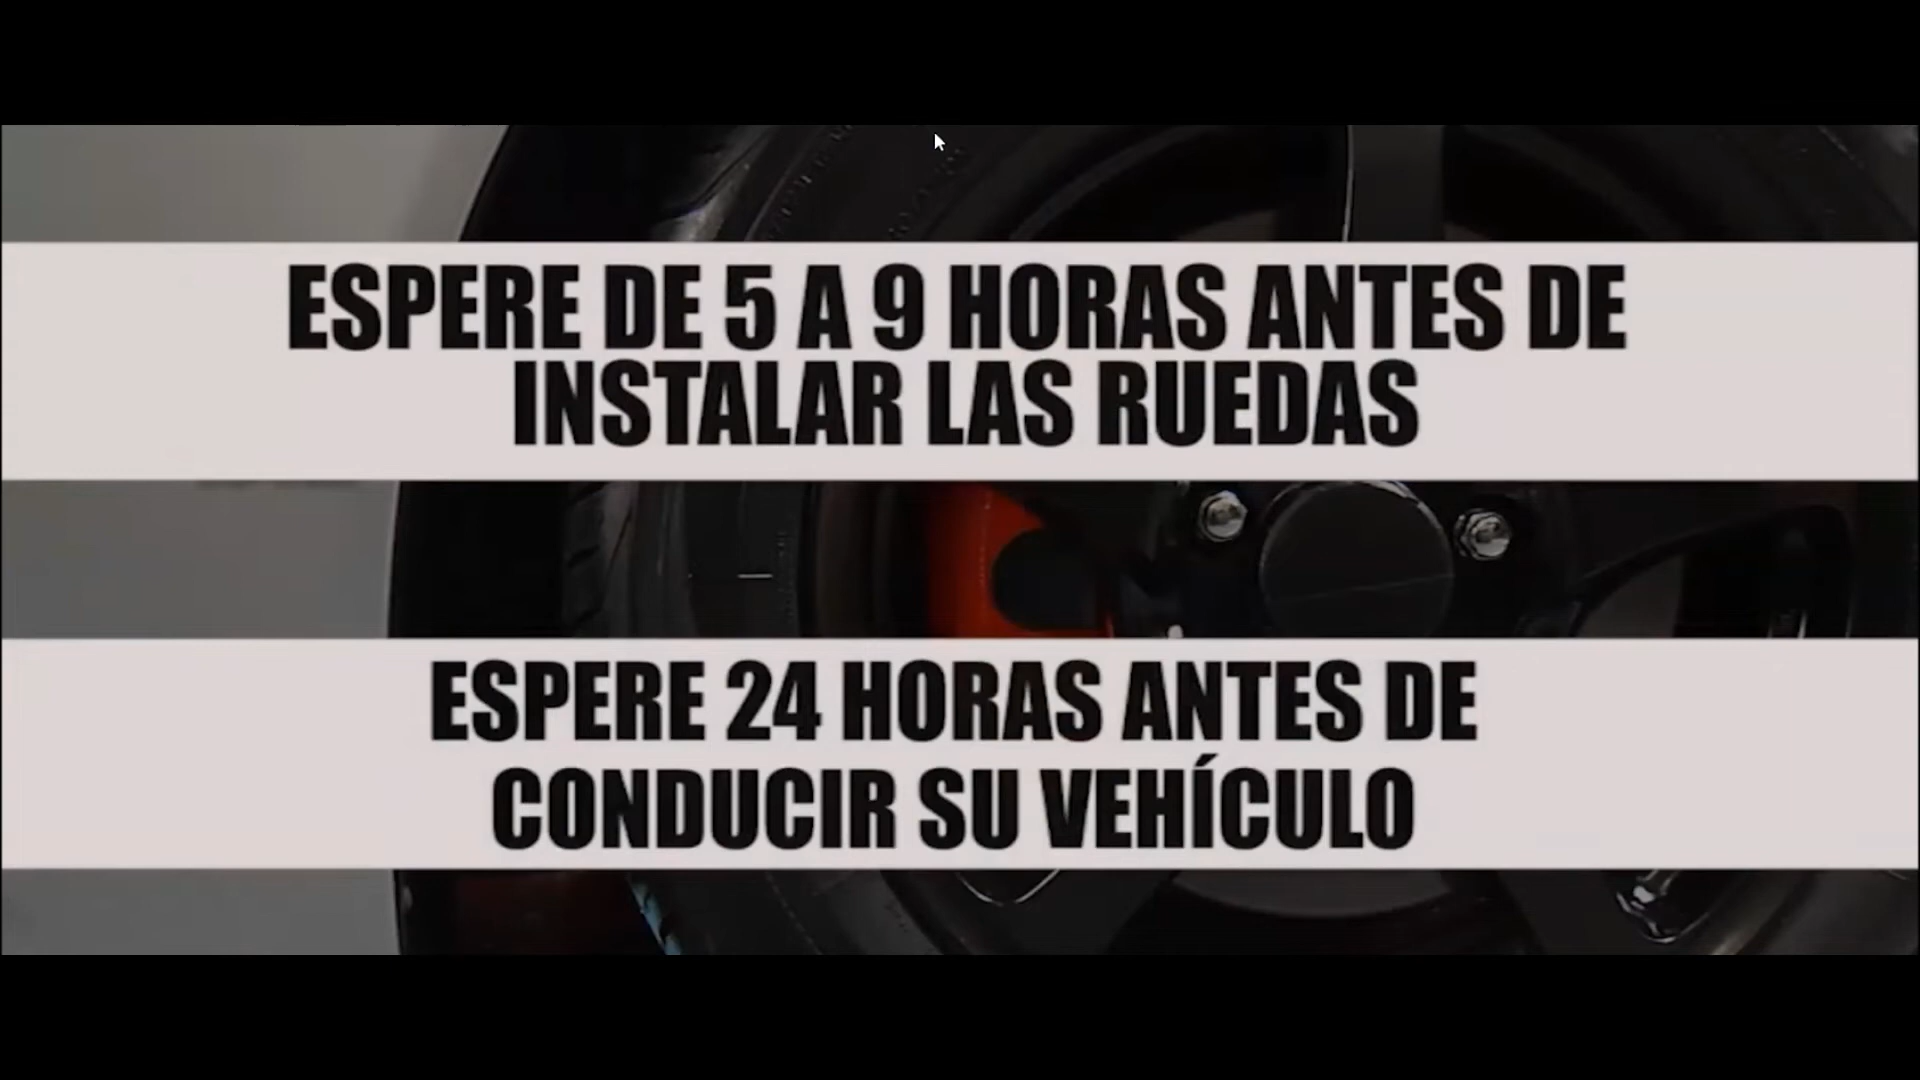 ESPERE DE 5 A 9 HORAS ANTES DE
INSTALAR LAS RUEDAS
ESPERE 24 HORAS ANTES DE
CONDUCIR SU VEHÍCULO